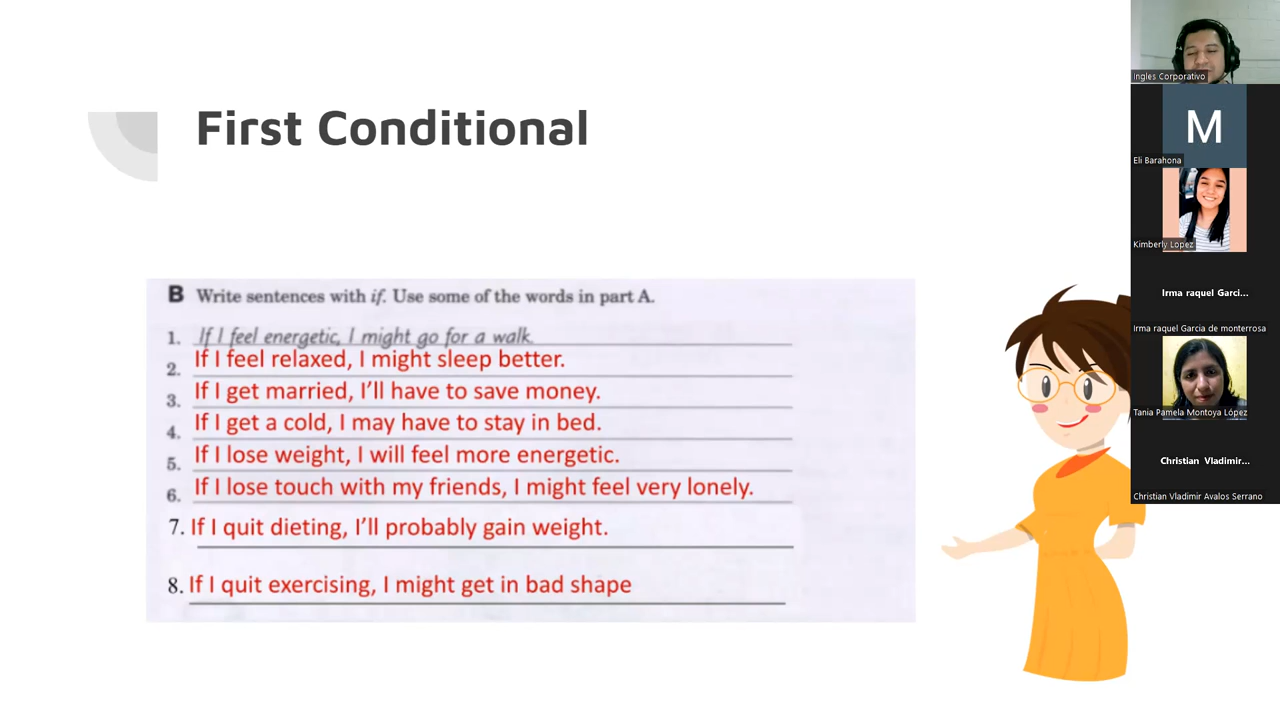 First Conditional
B Write sentences with if. Use some of the words in part A.
1. If I feel energetic, I might go for a walk.
2. If I feel relaxed, I might sleep better.
3. If I get married, I'll have to save money.
4. If I get a cold, I may have to stay in bed.
5. If I lose weight, I will feel more energetic.
6. If I lose touch with my friends, I might feel very lonely.
7. If I quit dieting, I'll probably gain weight.
8. If I quit exercising, I might get in bad shape
Ingles Corporativo
M
Eli Barahona
Kimberly Lopez
Irma raquel Garci...
Irma raquel Garcia de monterrosa
Tania Pamela Montoya López
Christian Vladimir...
Christian Vladimir Avalos Serrano